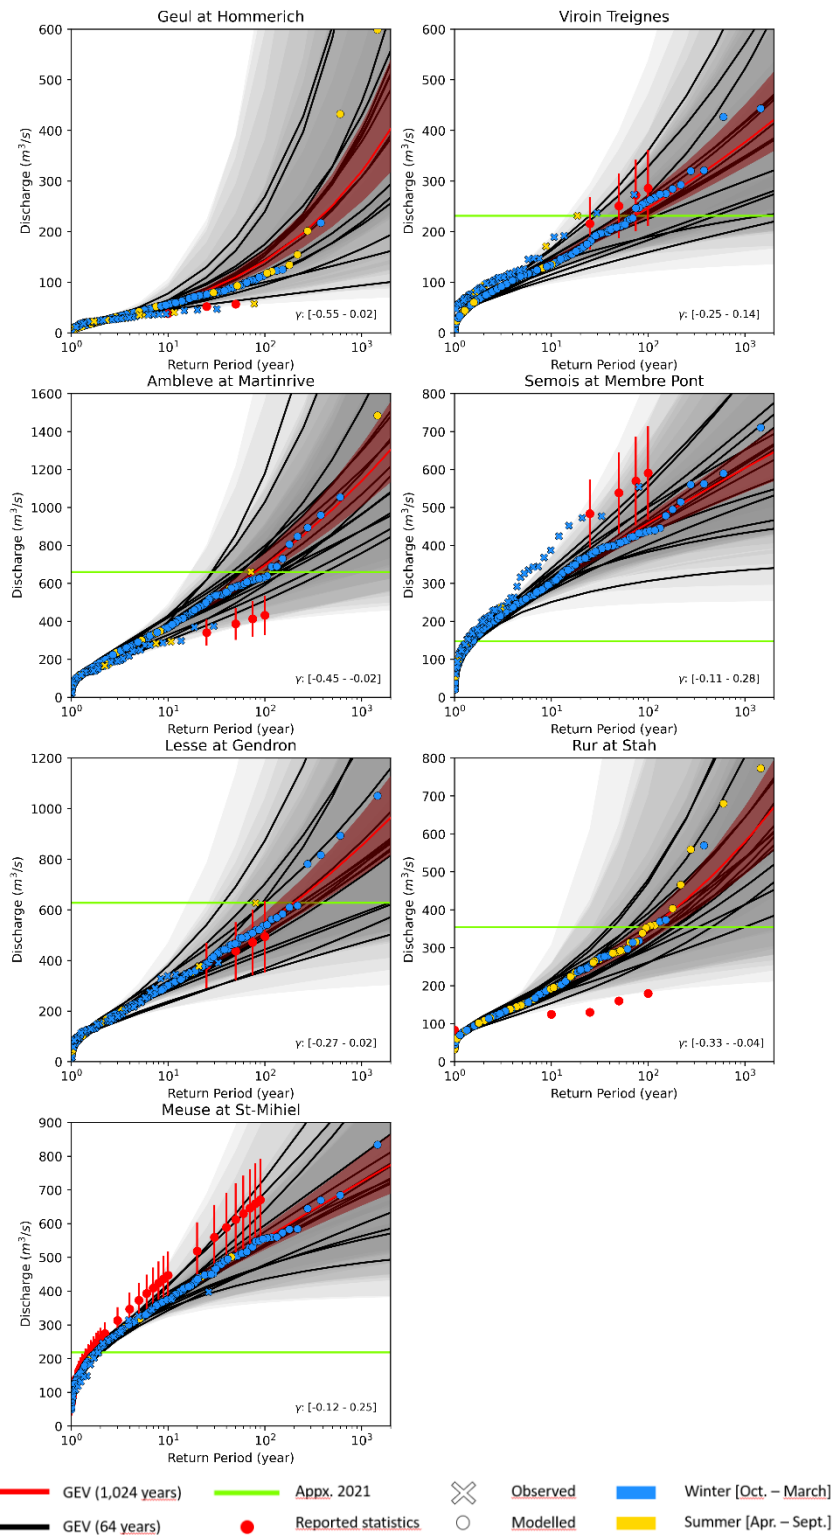 Geul at Hommerich
Viroin Treignes
600
500
400
300
200
100
0
Discharge (m³/s)
10⁰ 10¹ 10² 10³
Return Period (year)
γ: [-0.55 - 0.02]
600
500
400
300
200
100
0
Discharge (m³/s)
10⁰ 10¹ 10² 10³
Return Period (year)
γ: [-0.25 - 0.14]
Ambleve at Martinrive
Semois at Membre Pont
1600
1400
1200
1000
800
600
400
200
0
Discharge (m³/s)
10⁰ 10¹ 10² 10³
Return Period (year)
γ: [-0.45 - -0.02]
800
700
600
500
400
300
200
100
0
Discharge (m³/s)
10⁰ 10¹ 10² 10³
Return Period (year)
γ: [-0.11 - 0.28]
Lesse at Gendron
Rur at Stah
1200
1000
800
600
400
200
0
Discharge (m³/s)
10⁰ 10¹ 10² 10³
Return Period (year)
γ: [-0.27 - 0.02]
800
700
600
500
400
300
200
100
0
Discharge (m³/s)
10⁰ 10¹ 10² 10³
Return Period (year)
γ: [-0.33 - -0.04]
Meuse at St-Mihiel
900
800
700
600
500
400
300
200
100
0
Discharge (m³/s)
10⁰ 10¹ 10² 10³
Return Period (year)
γ: [-0.12 - 0.25]
GEV (1,024 years)
Appx. 2021
Observed
Winter [Oct. – March]
GEV (64 years)
Reported statistics
Modelled
Summer [Apr. – Sept.]